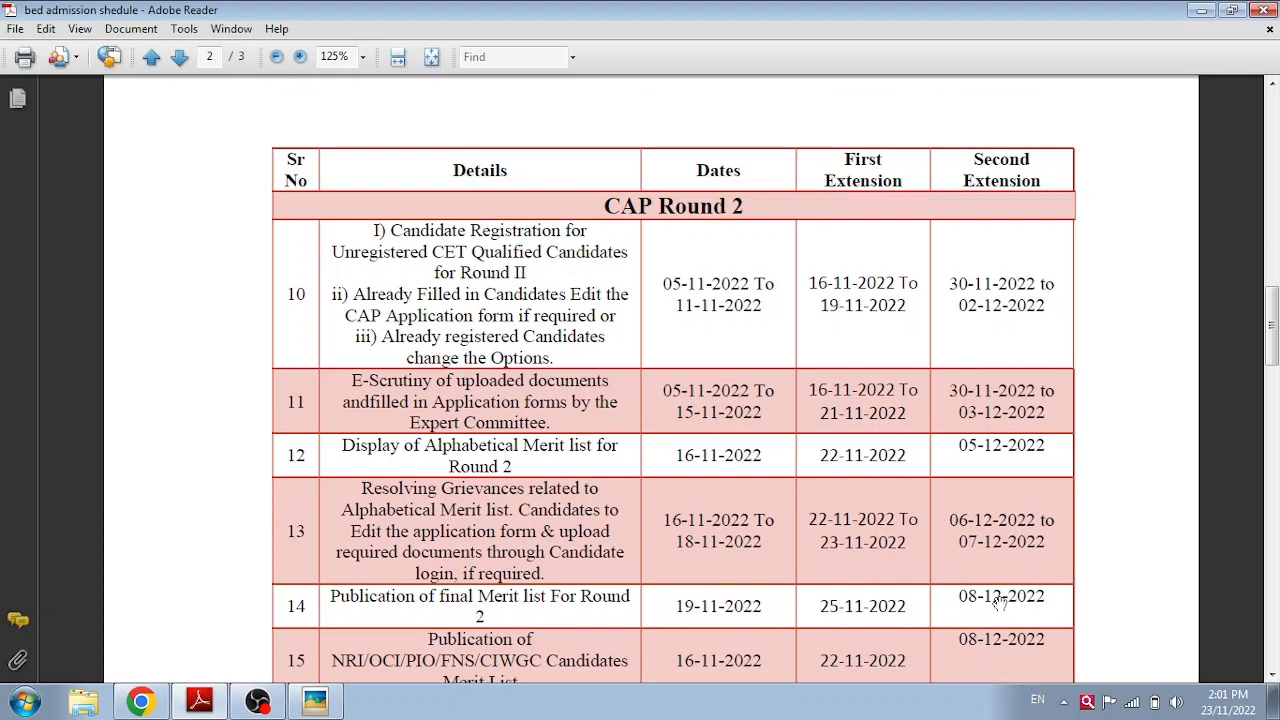 bed admission shedule - Adobe Reader
File Edit View Document Tools Window Help
2 / 3 125% Find
Sr No Details Dates First Extension Second Extension
CAP Round 2
10
I) Candidate Registration for
Unregistered CET Qualified Candidates
for Round II
ii) Already Filled in Candidates Edit the
CAP Application form if required or
iii) Already registered Candidates
change the Options.
05-11-2022 To
11-11-2022
16-11-2022 To
19-11-2022
30-11-2022 to
02-12-2022
11
E-Scrutiny of uploaded documents
andfilled in Application forms by the
Expert Committee.
05-11-2022 To
15-11-2022
16-11-2022 To
21-11-2022
30-11-2022 to
03-12-2022
12
Display of Alphabetical Merit list for
Round 2
16-11-2022
22-11-2022
05-12-2022
13
Resolving Grievances related to
Alphabetical Merit list. Candidates to
Edit the application form & upload
required documents through Candidate
login, if required.
16-11-2022 To
18-11-2022
22-11-2022 To
23-11-2022
06-12-2022 to
07-12-2022
14
Publication of final Merit list For Round
2
19-11-2022
25-11-2022
08-12-2022
15
Publication of
NRI/OCI/PIO/FNS/CIWGC Candidates
Merit List
16-11-2022
22-11-2022
08-12-2022
EN
2:01 PM
23/11/2022